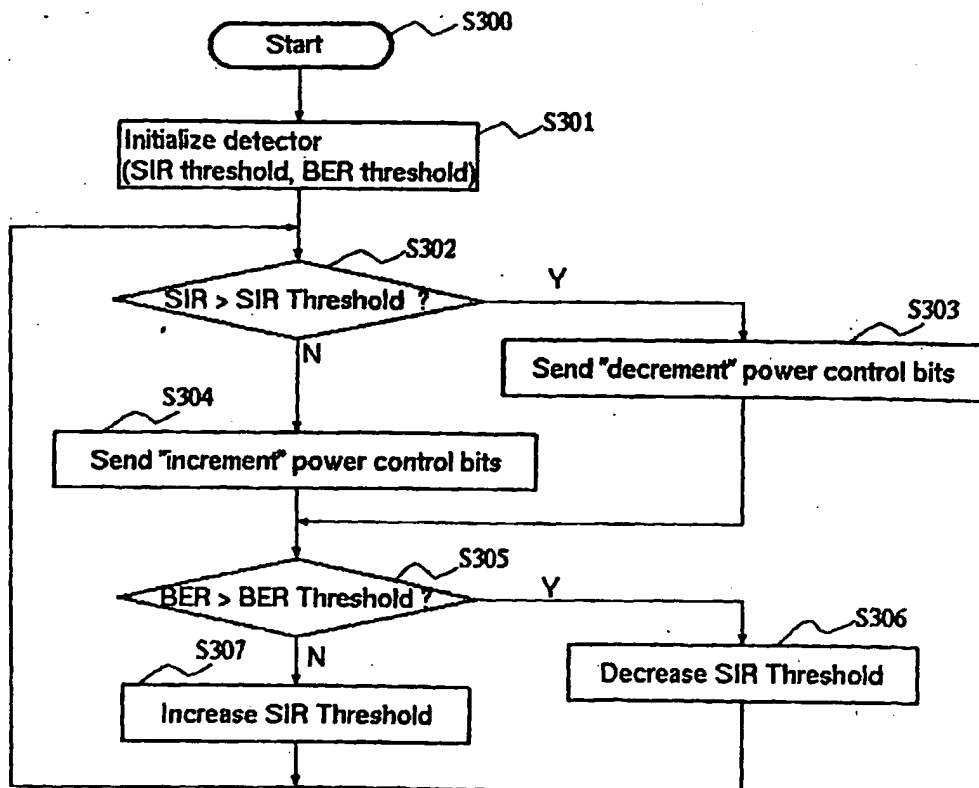 S300
Start
S301
Initialize detector
(SIR threshold, BER threshold)
S302
SIR > SIR Threshold ?
Y
N
S303
Send "decrement" power control bits
S304
Send "increment" power control bits
S305
BER > BER Threshold ?
Y
N
S306
Decrease SIR Threshold
S307
Increase SIR Threshold